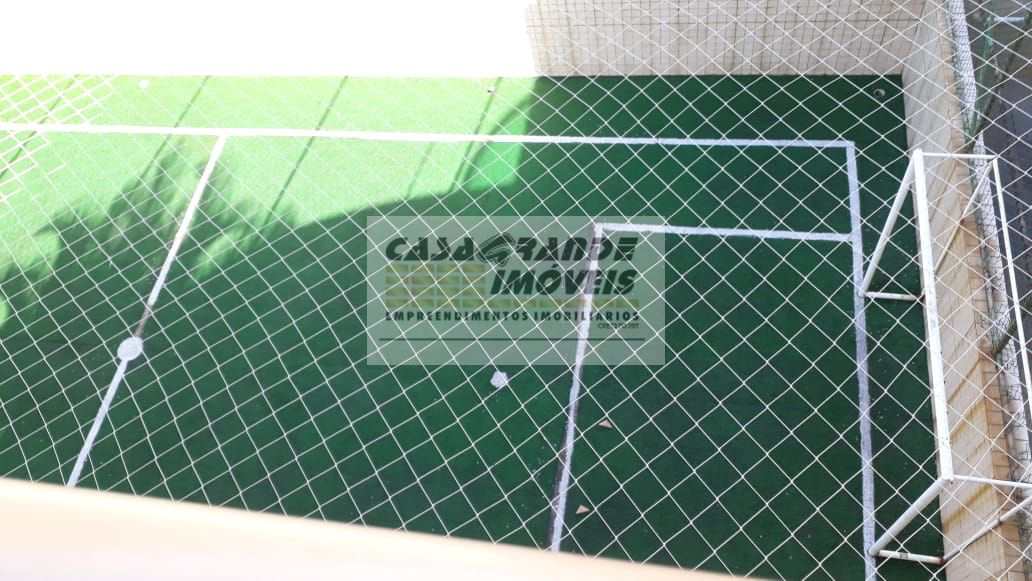 CASAGRANDE
IMÓVEIS
EMPREENDIMENTOS IMOBILIÁRIOS